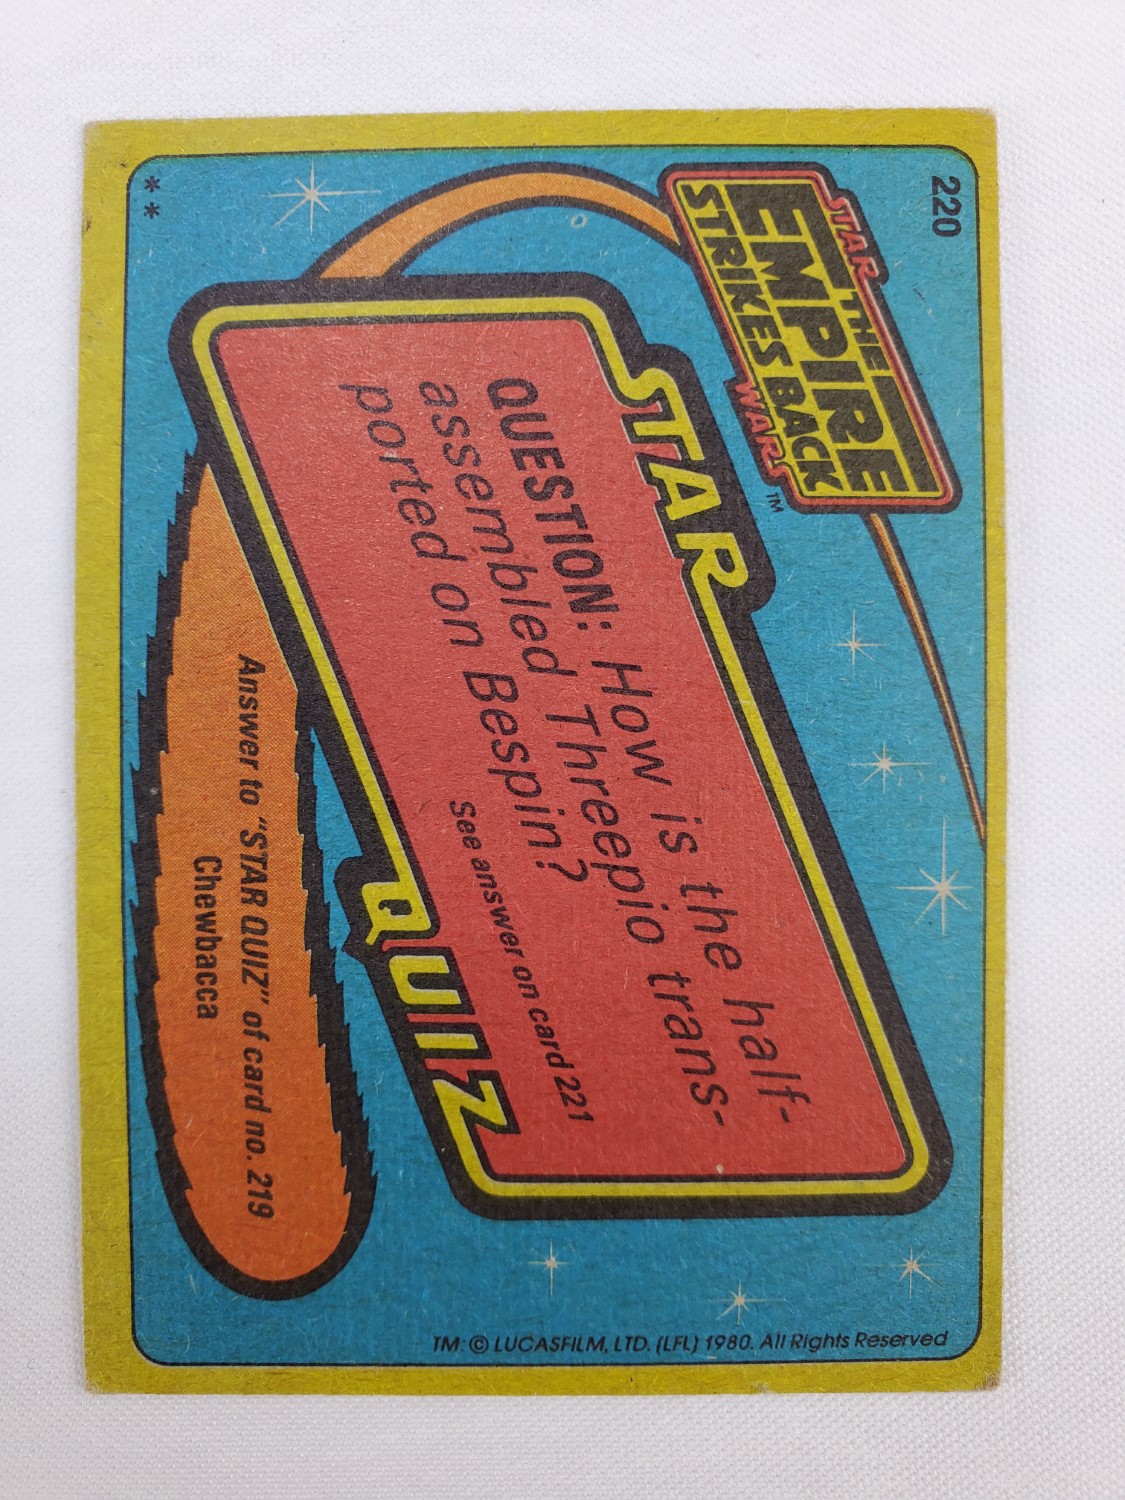 220
STAR
THE
EMPIRE
STRIKES BACK
WARS™
STAR
QUESTION: How is the half-
assembled Threepio trans-
ported on Bespin?
See answer on card 221
QUIZ
Answer to "STAR QUIZ" of card no. 219
Chewbacca
**
TM: © LUCASFILM, LTD. (LFL) 1980. All Rights Reserved